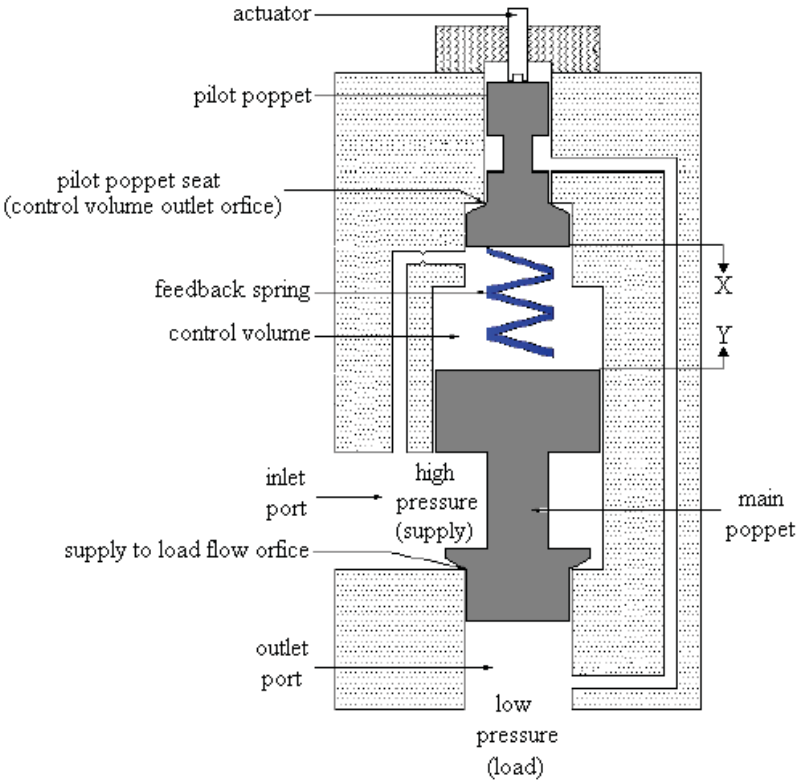 actuator
pilot poppet
pilot poppet seat
(control volume outlet orfice)
feedback spring
X
control volume
Y
inlet
port
high
pressure
(supply)
main
poppet
supply to load flow orfice
outlet
port
low
pressure
(load)